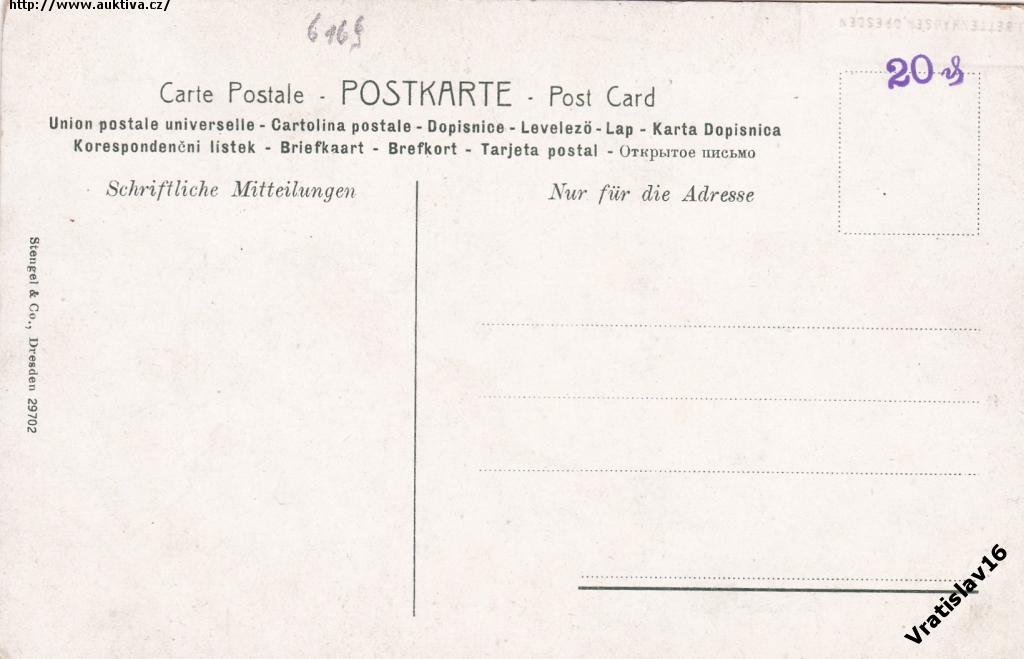 http://www.auktiva.cz/
6169
20 h
Carte Postale - POSTKARTE - Post Card
Union postale universelle - Cartolina postale - Dopisnice - Levelező - Lap - Karta Dopisnica
Korespondenčni listek - Briefkaart - Brefkort - Tarjeta postal - Открытое письмо
Schriftliche Mitteilungen
Nur für die Adresse
Stengel & Co., Dresden 29702
Vratislav16